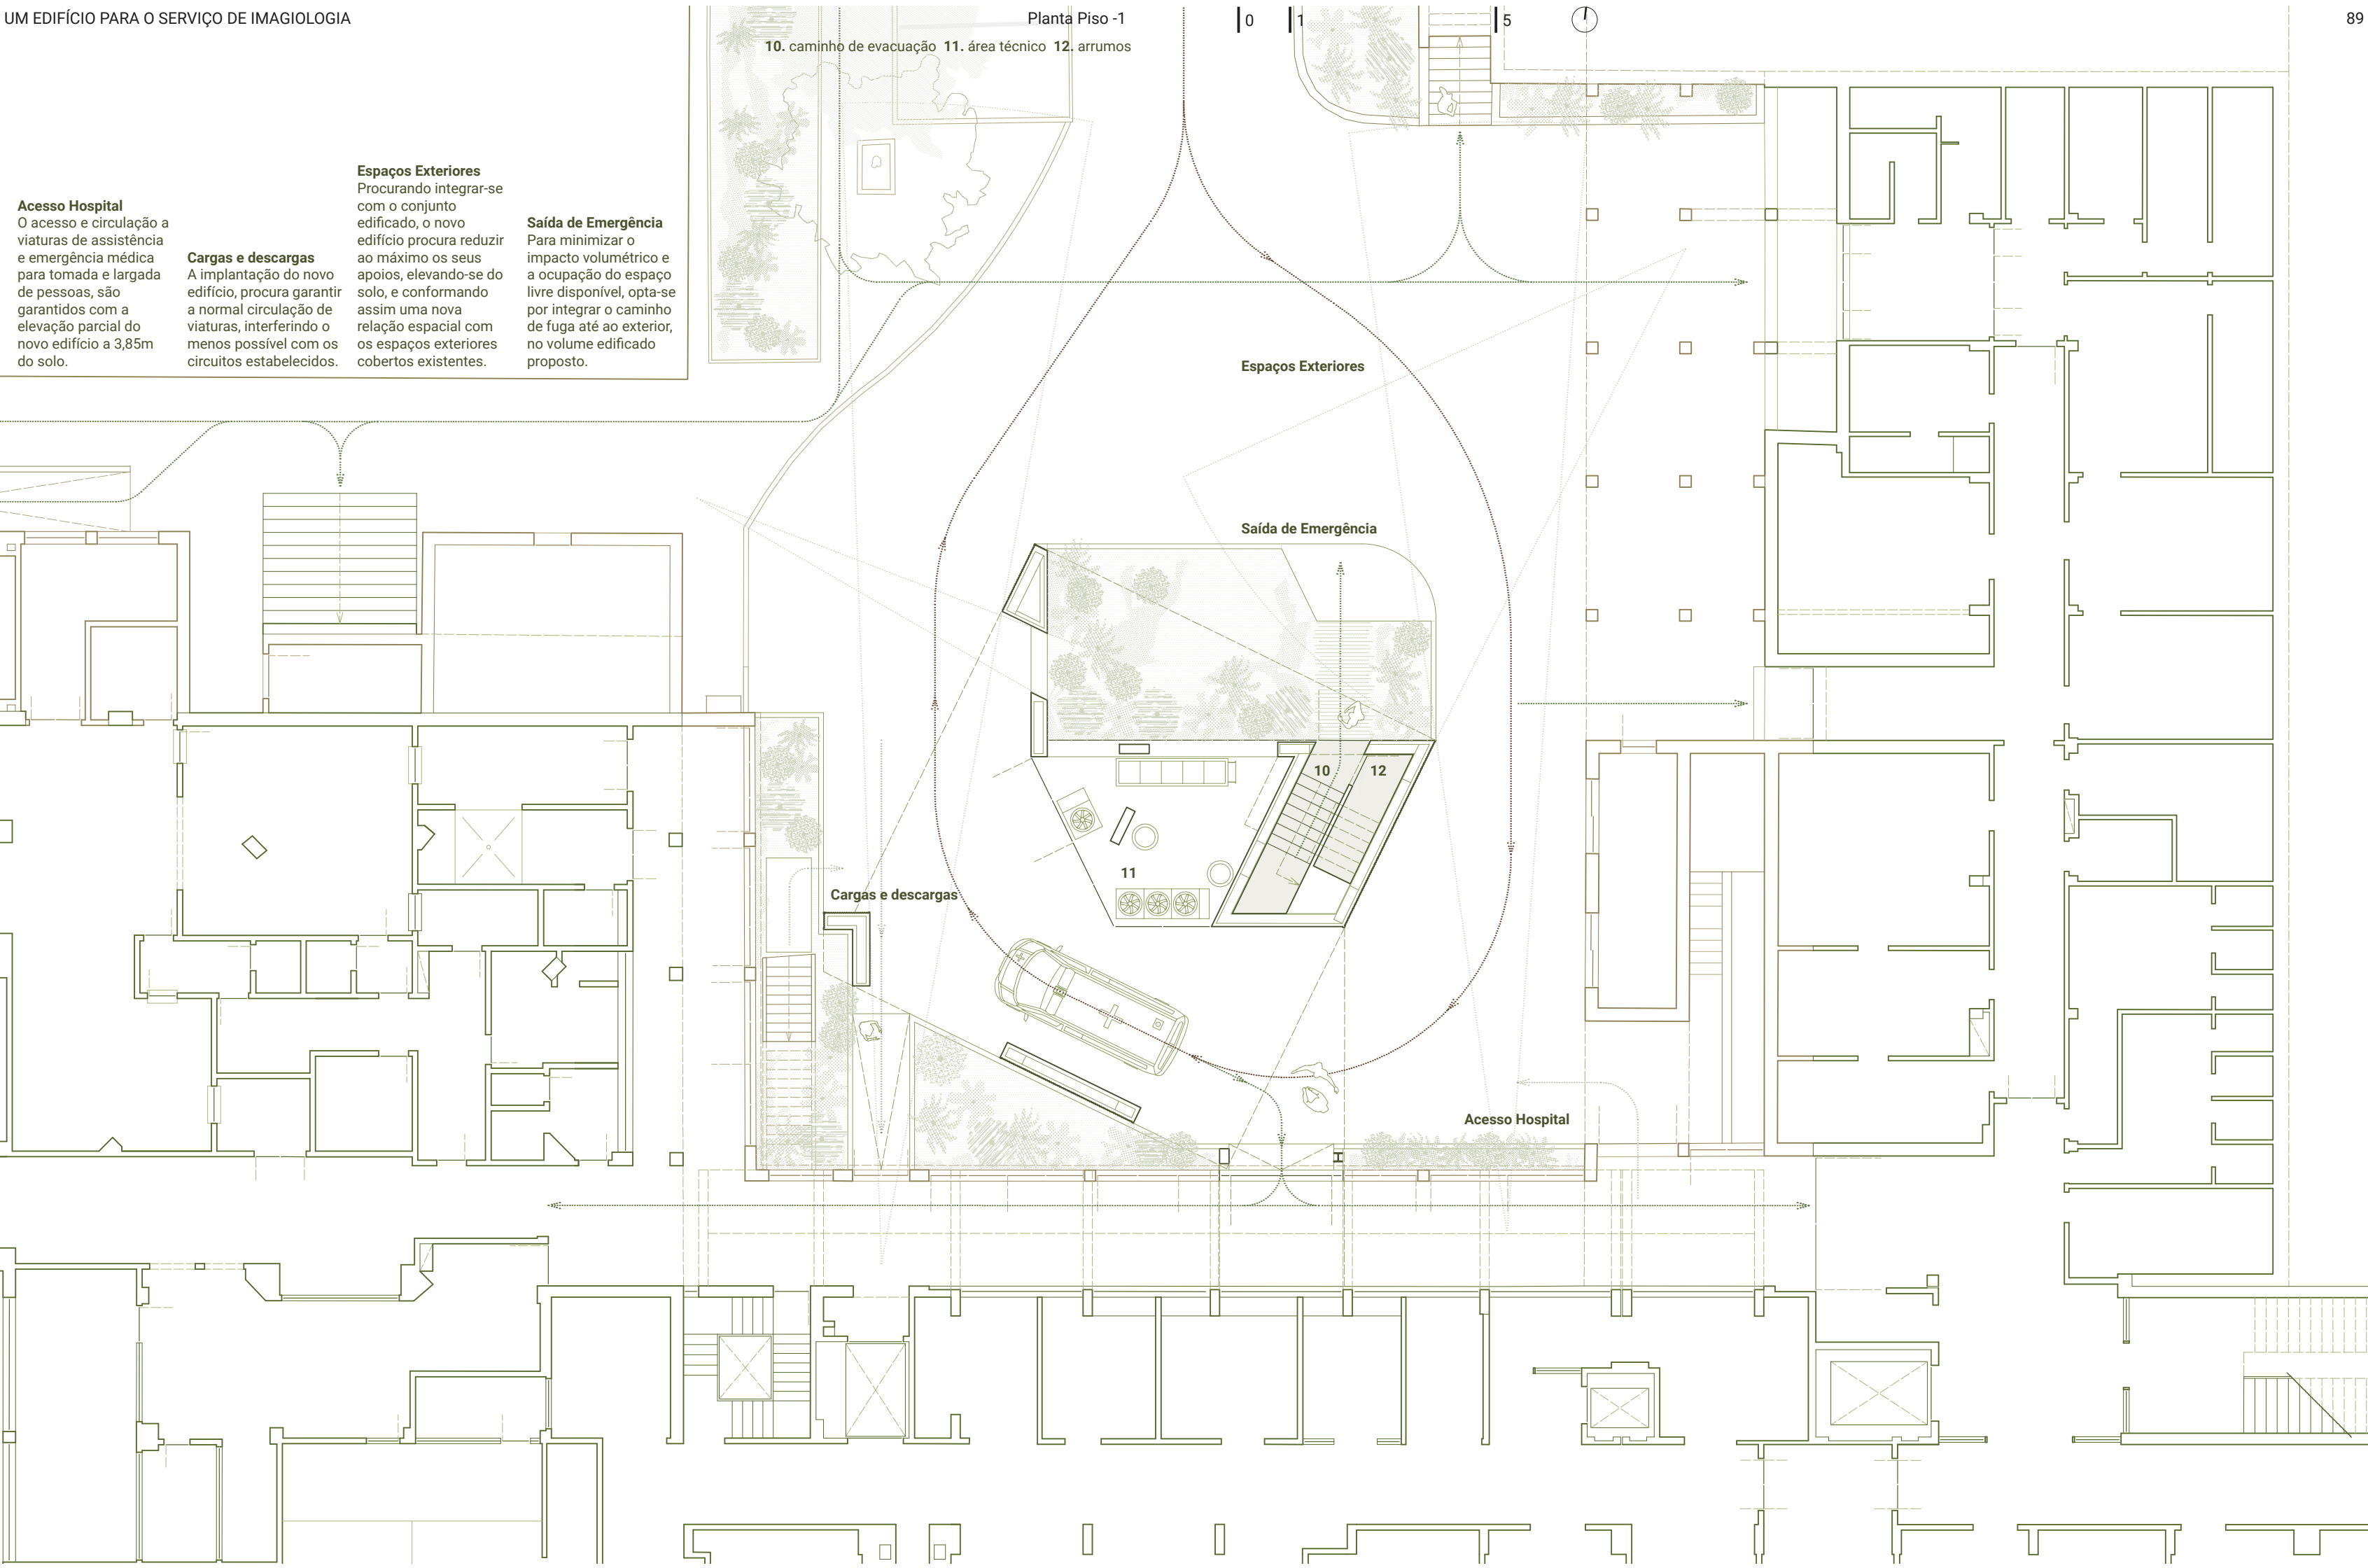 UM EDIFÍCIO PARA O SERVIÇO DE IMAGIOLOGIA
Planta Piso -1
0
1
5
89
10. caminho de evacuação 11. área técnico 12. arrumos
Acesso Hospital
O acesso e circulação a
viaturas de assistência
e emergência médica
para tomada e largada
de pessoas, são
garantidos com a
elevação parcial do
novo edifício a 3,85m
do solo.
Cargas e descargas
A implantação do novo
edifício, procura garantir
a normal circulação de
viaturas, interferindo o
menos possível com os
circuitos estabelecidos.
Espaços Exteriores
Procurando integrar-se
com o conjunto
edificado, o novo
edifício procura reduzir
ao máximo os seus
apoios, elevando-se do
solo, e conformando
assim uma nova
relação espacial com
os espaços exteriores
cobertos existentes.
Saída de Emergência
Para minimizar o
impacto volumétrico e
a ocupação do espaço
livre disponível, opta-se
por integrar o caminho
de fuga até ao exterior,
no volume edificado
proposto.
Espaços Exteriores
Saída de Emergência
10
12
11
Cargas e descargas
Acesso Hospital